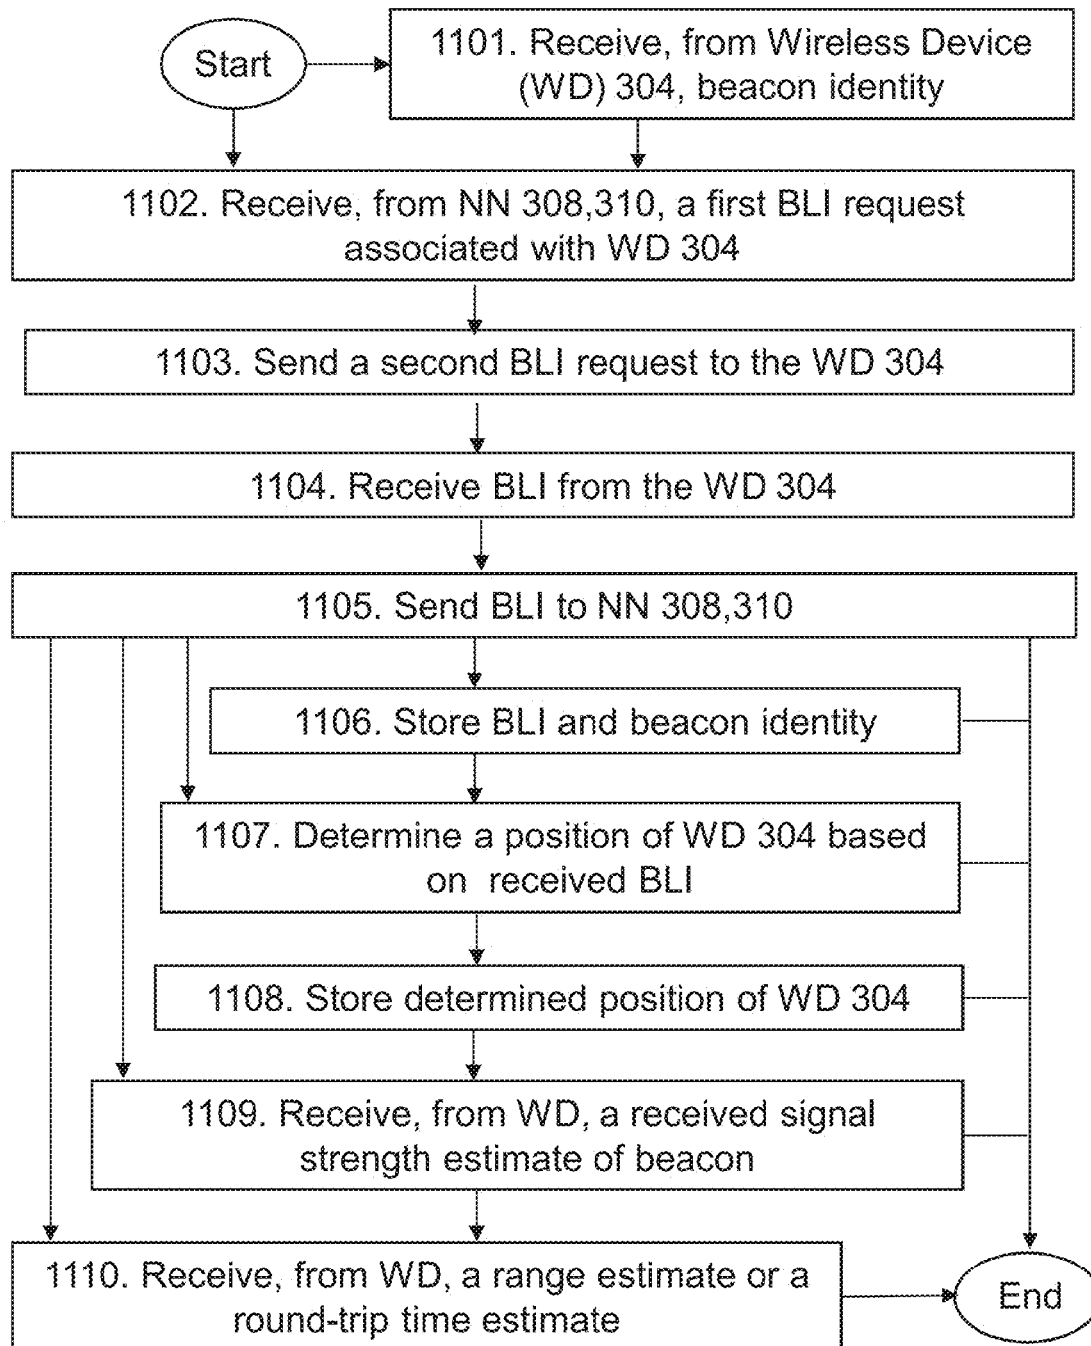 Start
1101. Receive, from Wireless Device
(WD) 304, beacon identity
1102. Receive, from NN 308,310, a first BLI request
associated with WD 304
1103. Send a second BLI request to the WD 304
1104. Receive BLI from the WD 304
1105. Send BLI to NN 308,310
1106. Store BLI and beacon identity
1107. Determine a position of WD 304 based
on received BLI
1108. Store determined position of WD 304
1109. Receive, from WD, a received signal
strength estimate of beacon
1110. Receive, from WD, a range estimate or a
round-trip time estimate
End